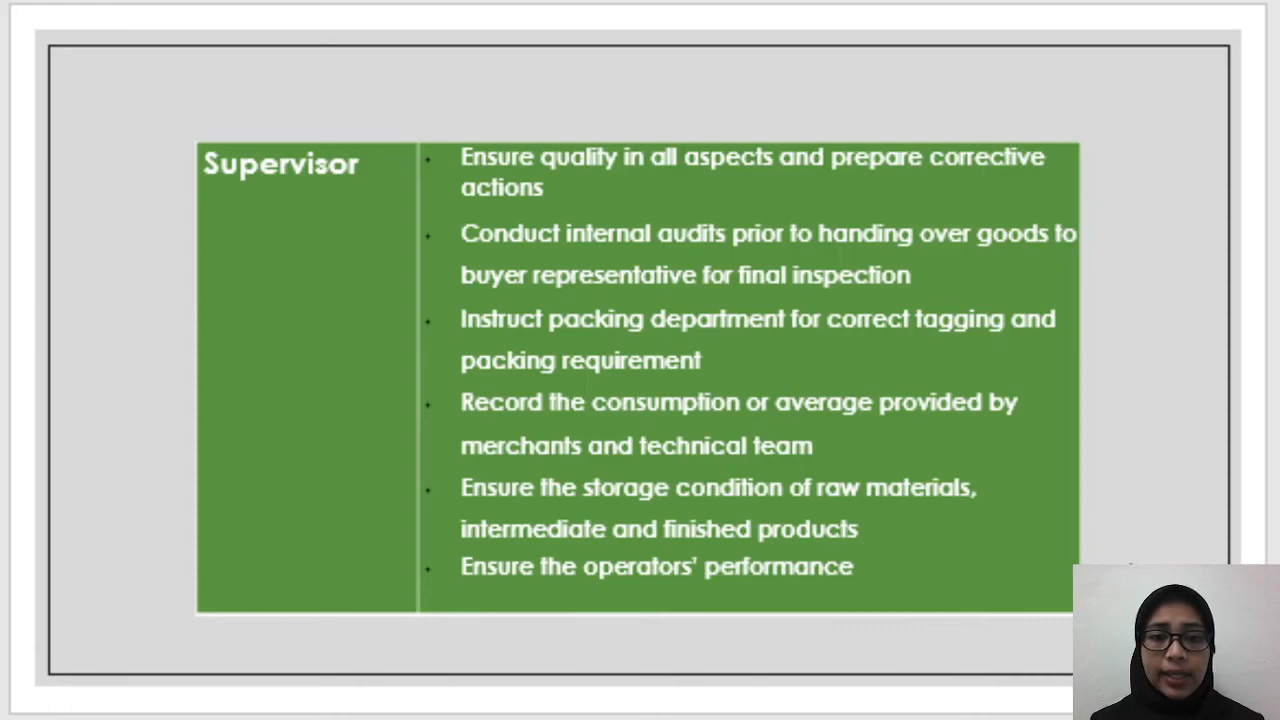 Supervisor
Ensure quality in all aspects and prepare corrective
actions
Conduct internal audits prior to handing over goods to
buyer representative for final inspection
Instruct packing department for correct tagging and
packing requirement
Record the consumption or average provided by
merchants and technical team
Ensure the storage condition of raw materials,
intermediate and finished products
Ensure the operators' performance